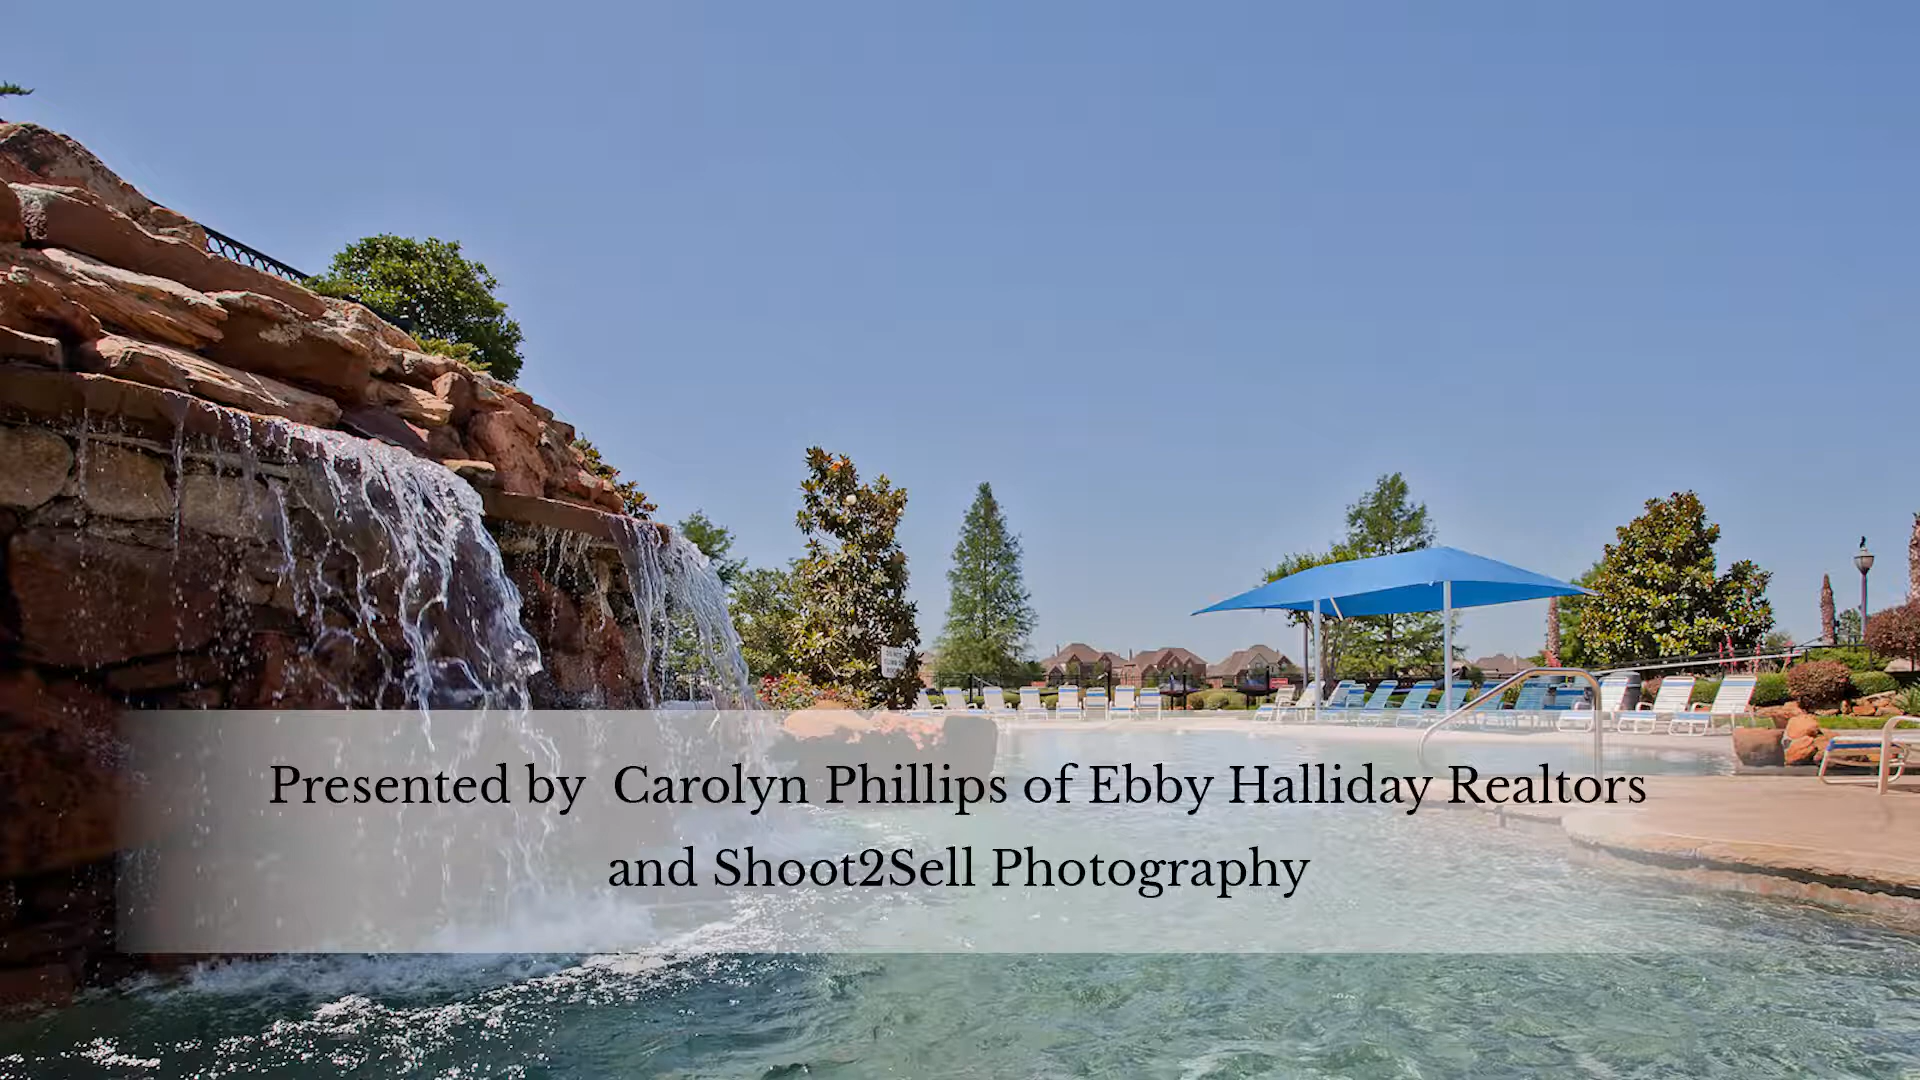 Presented by  Carolyn Phillips of Ebby Halliday Realtors
and Shoot2Sell Photography